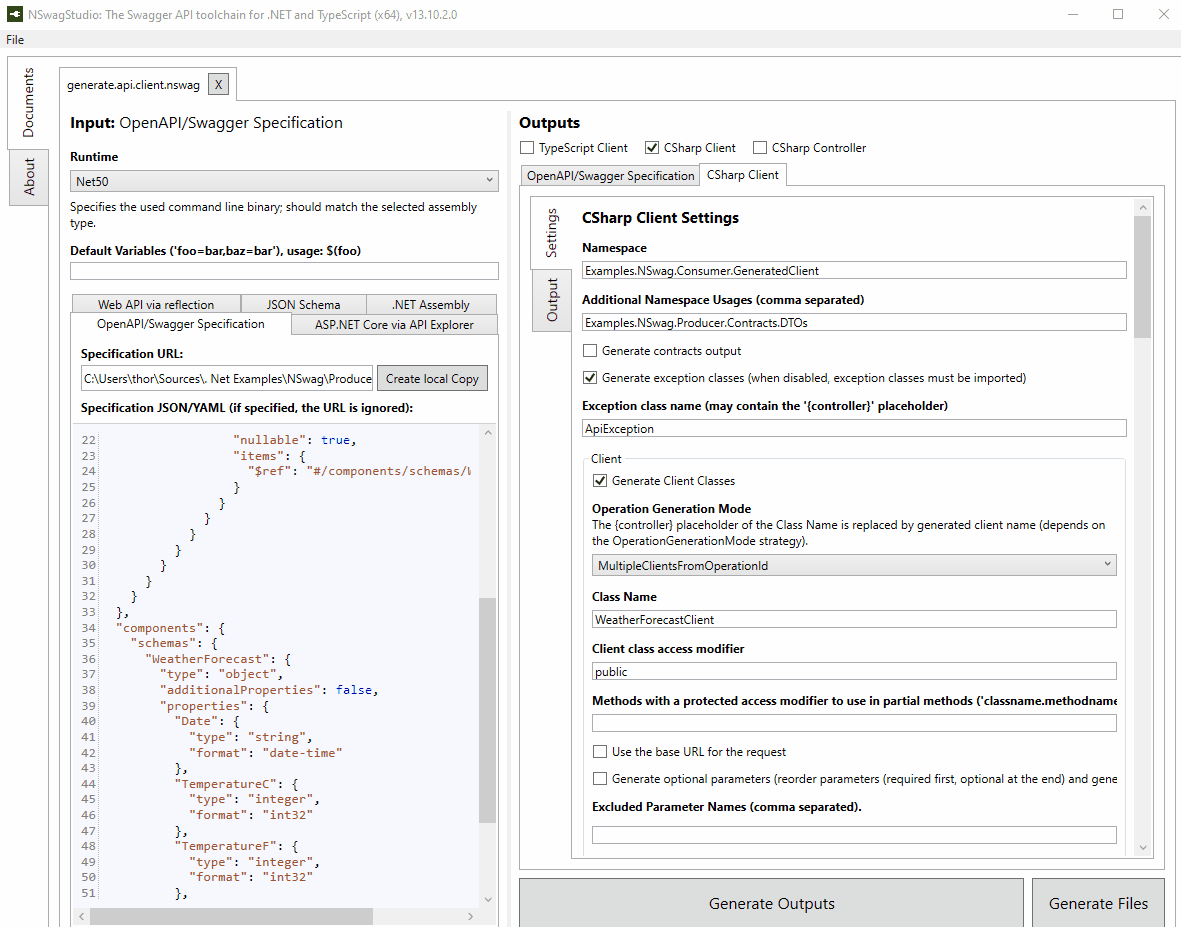 NSwagStudio: The Swagger API toolchain for .NET and TypeScript (x64), v13.10.2.0
File
Documents
About
generate.api.client.nswag X
Input: OpenAPI/Swagger Specification
Runtime
Net50
Specifies the used command line binary; should match the selected assembly
type.
Default Variables ('foo=bar,baz=bar'), usage: $(foo)
Web API via reflection JSON Schema .NET Assembly
OpenAPI/Swagger Specification ASP.NET Core via API Explorer
Specification URL:
C:\Users\thor\Sources\. Net Examples\NSwag\Produce Create local Copy
Specification JSON/YAML (if specified, the URL is ignored):
22 "nullable": true,
23 "items": {
24 "$ref": "#/components/schemas/W
25 }
26 }
27 }
28 }
29 }
30 }
31 }
32 }
33 },
34 "components": {
35 "schemas": {
36 "WeatherForecast": {
37 "type": "object",
38 "additionalProperties": false,
39 "properties": {
40 "Date": {
41 "type": "string",
42 "format": "date-time"
43 },
44 "TemperatureC": {
45 "type": "integer",
46 "format": "int32"
47 },
48 "TemperatureF": {
49 "type": "integer",
50 "format": "int32"
51 },
Outputs
TypeScript Client CSharp Client CSharp Controller
OpenAPI/Swagger Specification CSharp Client
Settings
Output
CSharp Client Settings
Namespace
Examples.NSwag.Consumer.GeneratedClient
Additional Namespace Usages (comma separated)
Examples.NSwag.Producer.Contracts.DTOs
Generate contracts output
Generate exception classes (when disabled, exception classes must be imported)
Exception class name (may contain the '{controller}' placeholder)
ApiException
Client
Generate Client Classes
Operation Generation Mode
The {controller} placeholder of the Class Name is replaced by generated client name (depends on
the OperationGenerationMode strategy).
MultipleClientsFromOperationId
Class Name
WeatherForecastClient
Client class access modifier
public
Methods with a protected access modifier to use in partial methods ('classname.methodname
Use the base URL for the request
Generate optional parameters (reorder parameters (required first, optional at the end) and gene
Excluded Parameter Names (comma separated).
Generate Outputs Generate Files